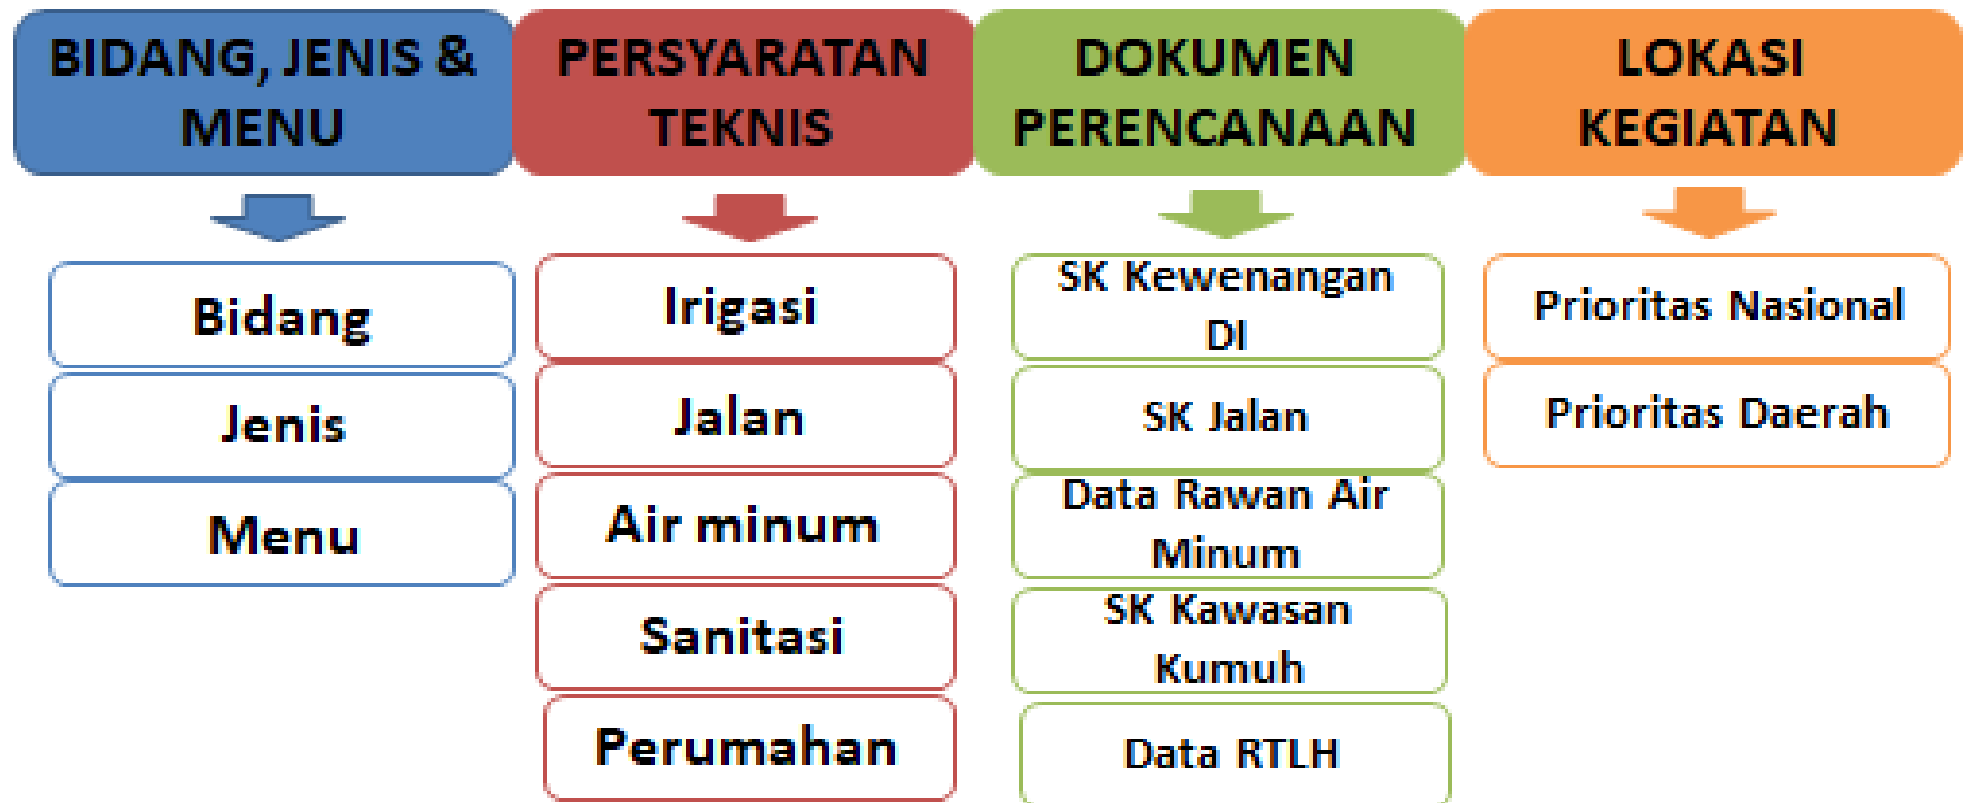 BIDANG, JENIS &
MENU
Bidang
Jenis
Menu
PERSYARATAN
TEKNIS
Irigasi
Jalan
Air minum
Sanitasi
Perumahan
DOKUMEN
PERENCANAAN
SK Kewenangan
DI
SK Jalan
Data Rawan Air
Minum
SK Kawasan
Kumuh
Data RTLH
LOKASI
KEGIATAN
Prioritas Nasional
Prioritas Daerah